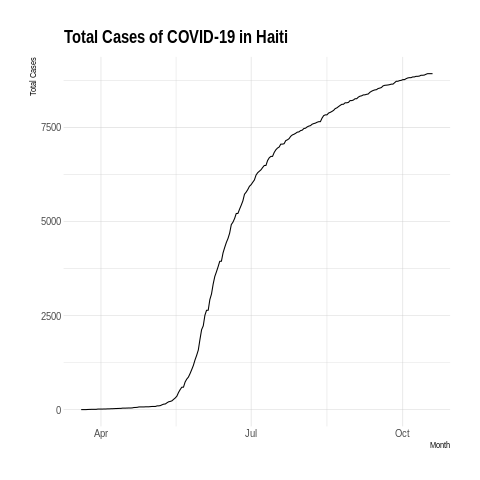 Total Cases of COVID-19 in Haiti
Total Cases
7500
5000
2500
0
Apr Jul Oct
Month